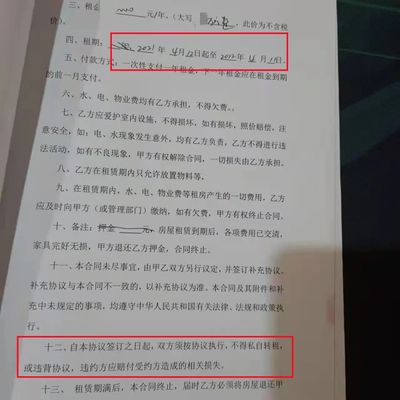 三、租金
元/年、(大写
，此价为不含税
四、租期: 2021 年 4月12日起至2022年4月11日。
五、付款方式: 一次性支付一年租金，下一年租金应在租金到期
的前一月支付。
六、水、电、物业费均有乙方承担，不得欠费。。
七、乙方应爱护室内设施，不得损坏，如有损坏，照价赔偿，注
意安全。如: 电、水现象发生意外，均有乙方负责，乙方不得进行违
法活动，如有不良现象，甲方有权解除合同，一切损失由乙方承担。
八、乙方在租赁期内只允许放置物料等。
九、在租赁期内，水、电、物业费等租房产生的一切费用，乙方
应及时向甲方（或管理部门）缴纳，如有欠费，甲方有权终止合同。
十、备注: 押金 元，房屋租赁到期后，各项费用已交清，
家具完好无损，甲方退还乙方押金，合同终止。
十一、本合同未尽事宜，由甲乙双方另行议定，并签订补充协议，
补充协议与本合同不一致的，以补充协议为准。本合同及其附件和补
充中未规定的事项，均遵守中华人民共和国有关法律、法规和政策执
行。
十二、自本协议签订之日起，双方须按协议执行，不得私自转租，
或违背协议，违约方应赔付受约方造成的相关损失。
十三、 租赁期满后，本合同终止，届时乙方必须将房屋退还甲